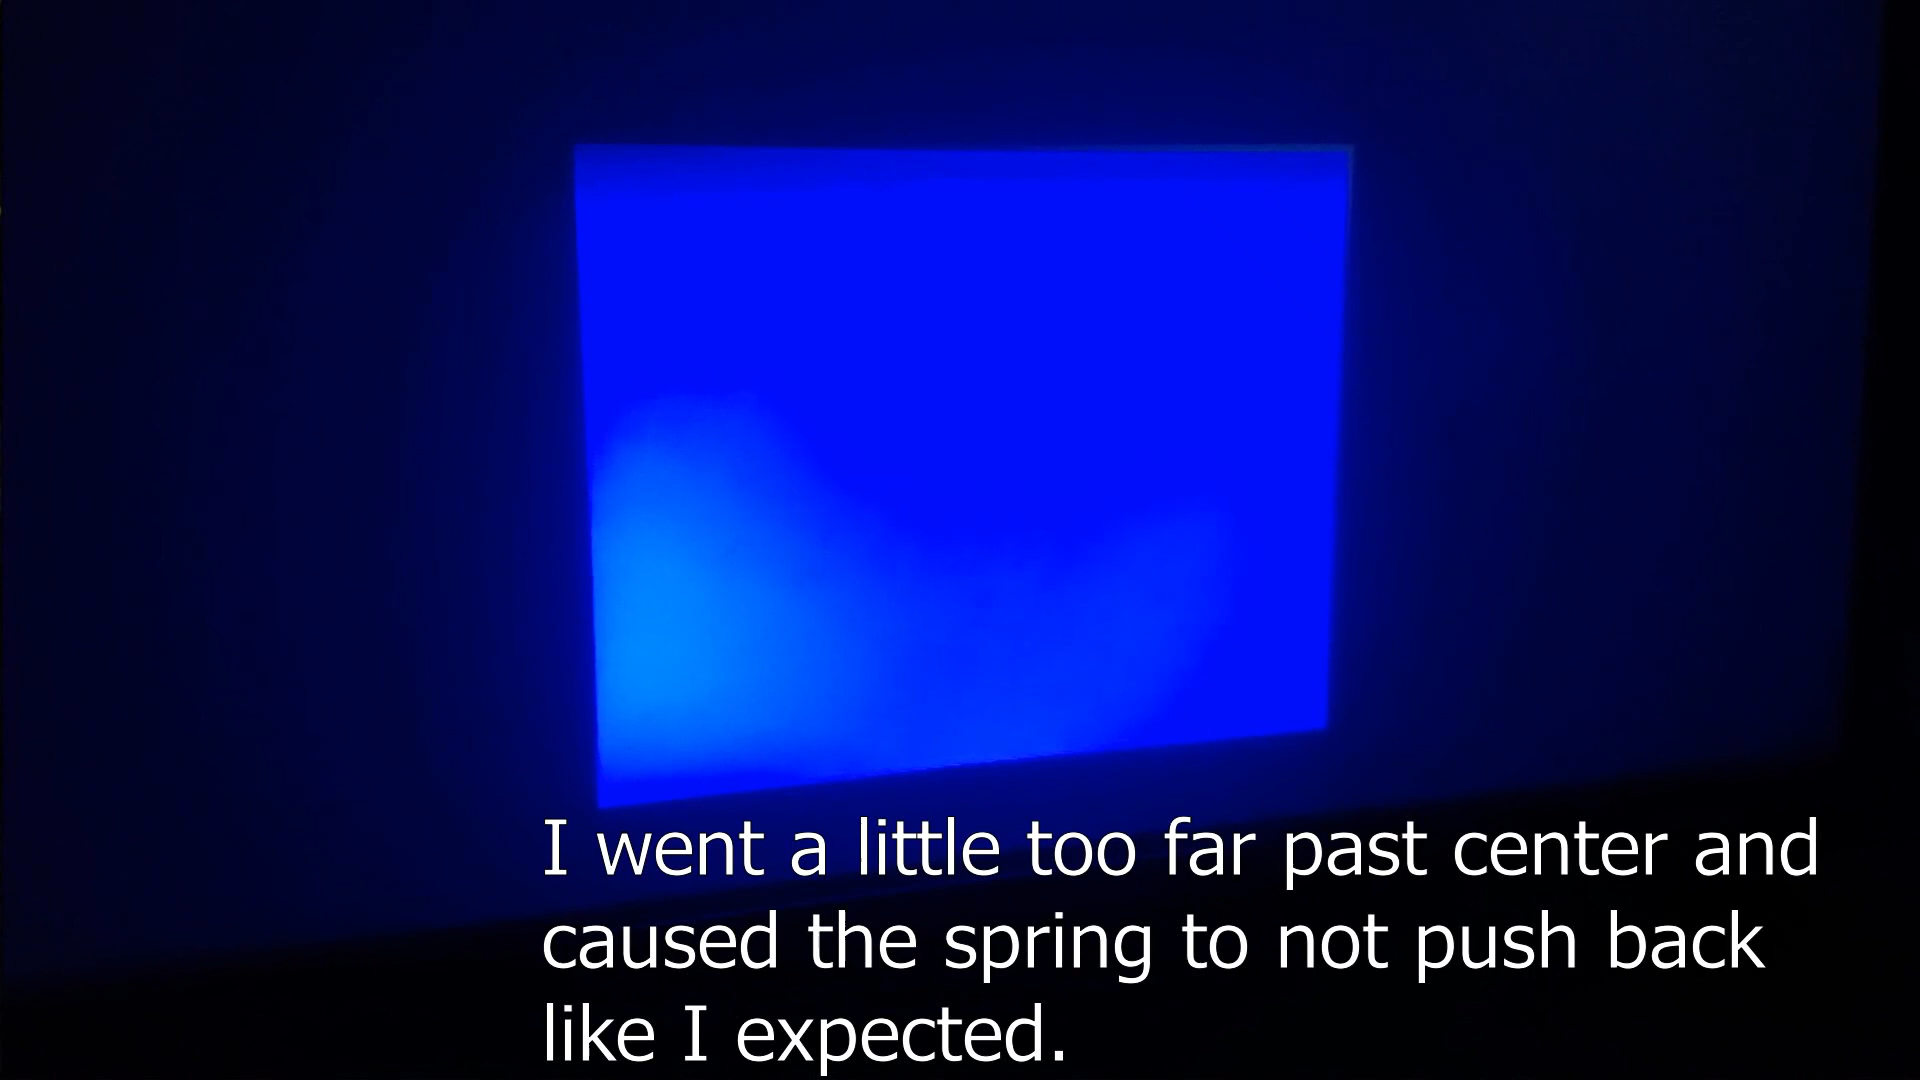 I went a little too far past center and
caused the spring to not push back
like I expected.